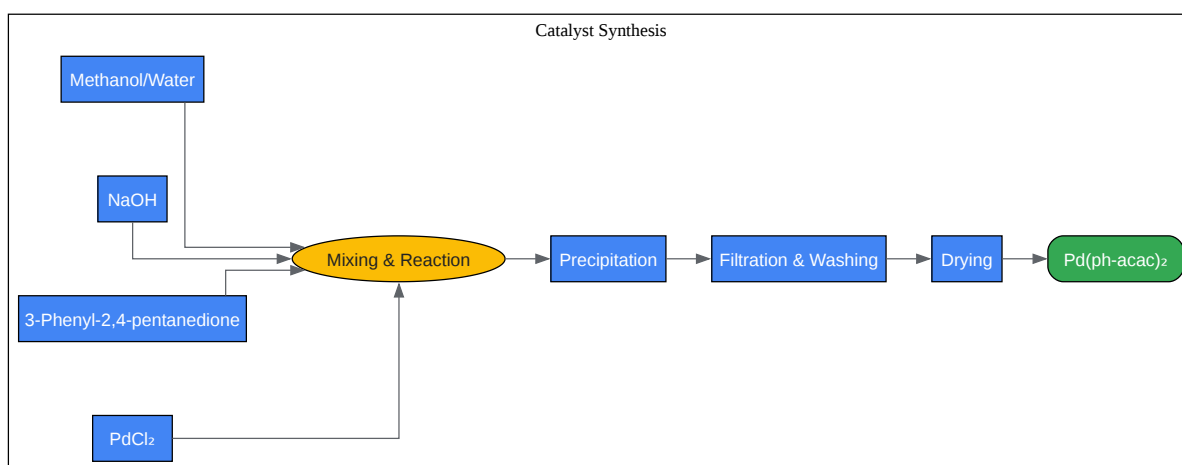 Catalyst Synthesis
Methanol/Water
NaOH
3-Phenyl-2,4-pentanedione
PdCl₂
Mixing & Reaction
Precipitation
Filtration & Washing
Drying
Pd(ph-acac)₂